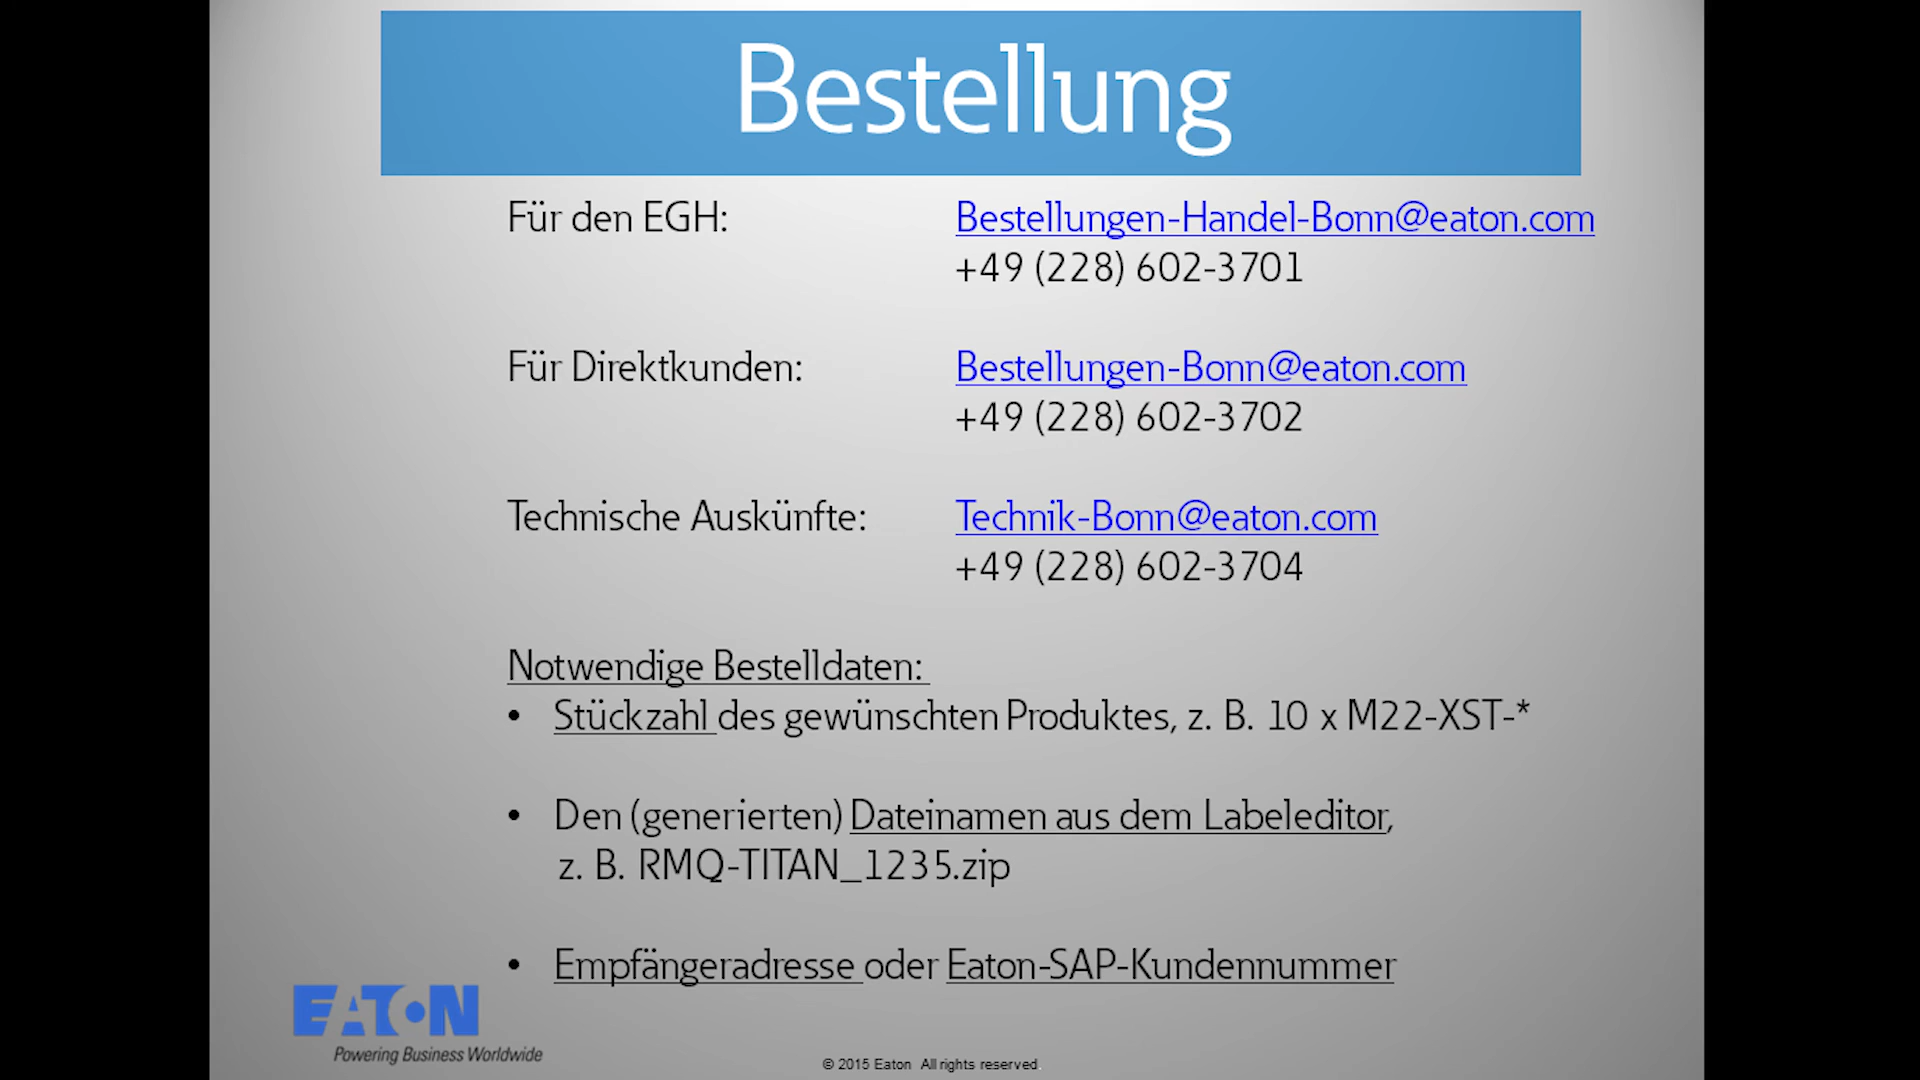 Bestellung
Für den EGH: Bestellungen-Handel-Bonn@eaton.com
+49 (228) 602-3701
Für Direktkunden: Bestellungen-Bonn@eaton.com
+49 (228) 602-3702
Technische Auskünfte: Technik-Bonn@eaton.com
+49 (228) 602-3704
Notwendige Bestelldaten:
• Stückzahl des gewünschten Produktes, z. B. 10 x M22-XST-*
• Den (generierten) Dateinamen aus dem Labeleditor,
z. B. RMQ-TITAN_1235.zip
• Empfängeradresse oder Eaton-SAP-Kundennummer
EATON
Powering Business Worldwide
© 2015 Eaton All rights reserved.